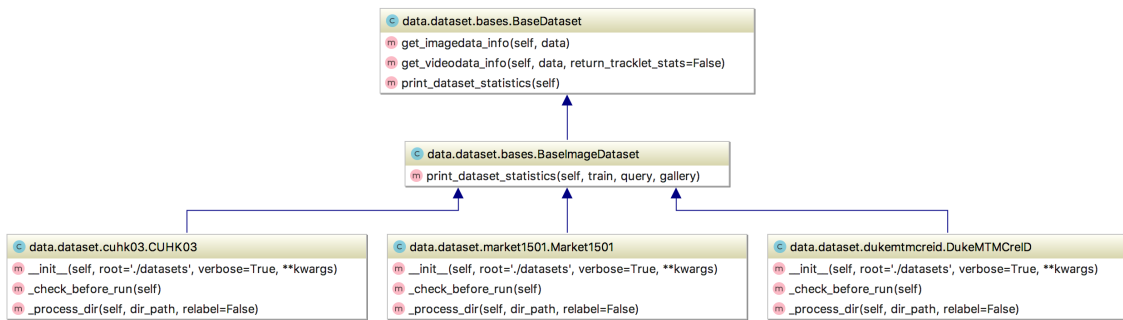 C data.dataset.bases.BaseDataset
m get_imagedata_info(self, data)
m get_videodata_info(self, data, return_tracklet_stats=False)
m print_dataset_statistics(self)
C data.dataset.bases.BaseImageDataset
m print_dataset_statistics(self, train, query, gallery)
C data.dataset.cuhk03.CUHK03
m __init__(self, root='./datasets', verbose=True, **kwargs)
m _check_before_run(self)
m _process_dir(self, dir_path, relabel=False)
C data.dataset.market1501.Market1501
m __init__(self, root='./datasets', verbose=True, **kwargs)
m _check_before_run(self)
m _process_dir(self, dir_path, relabel=False)
C data.dataset.dukemtmcreid.DukeMTMCreID
m __init__(self, root='./datasets', verbose=True, **kwargs)
m _check_before_run(self)
m _process_dir(self, dir_path, relabel=False)